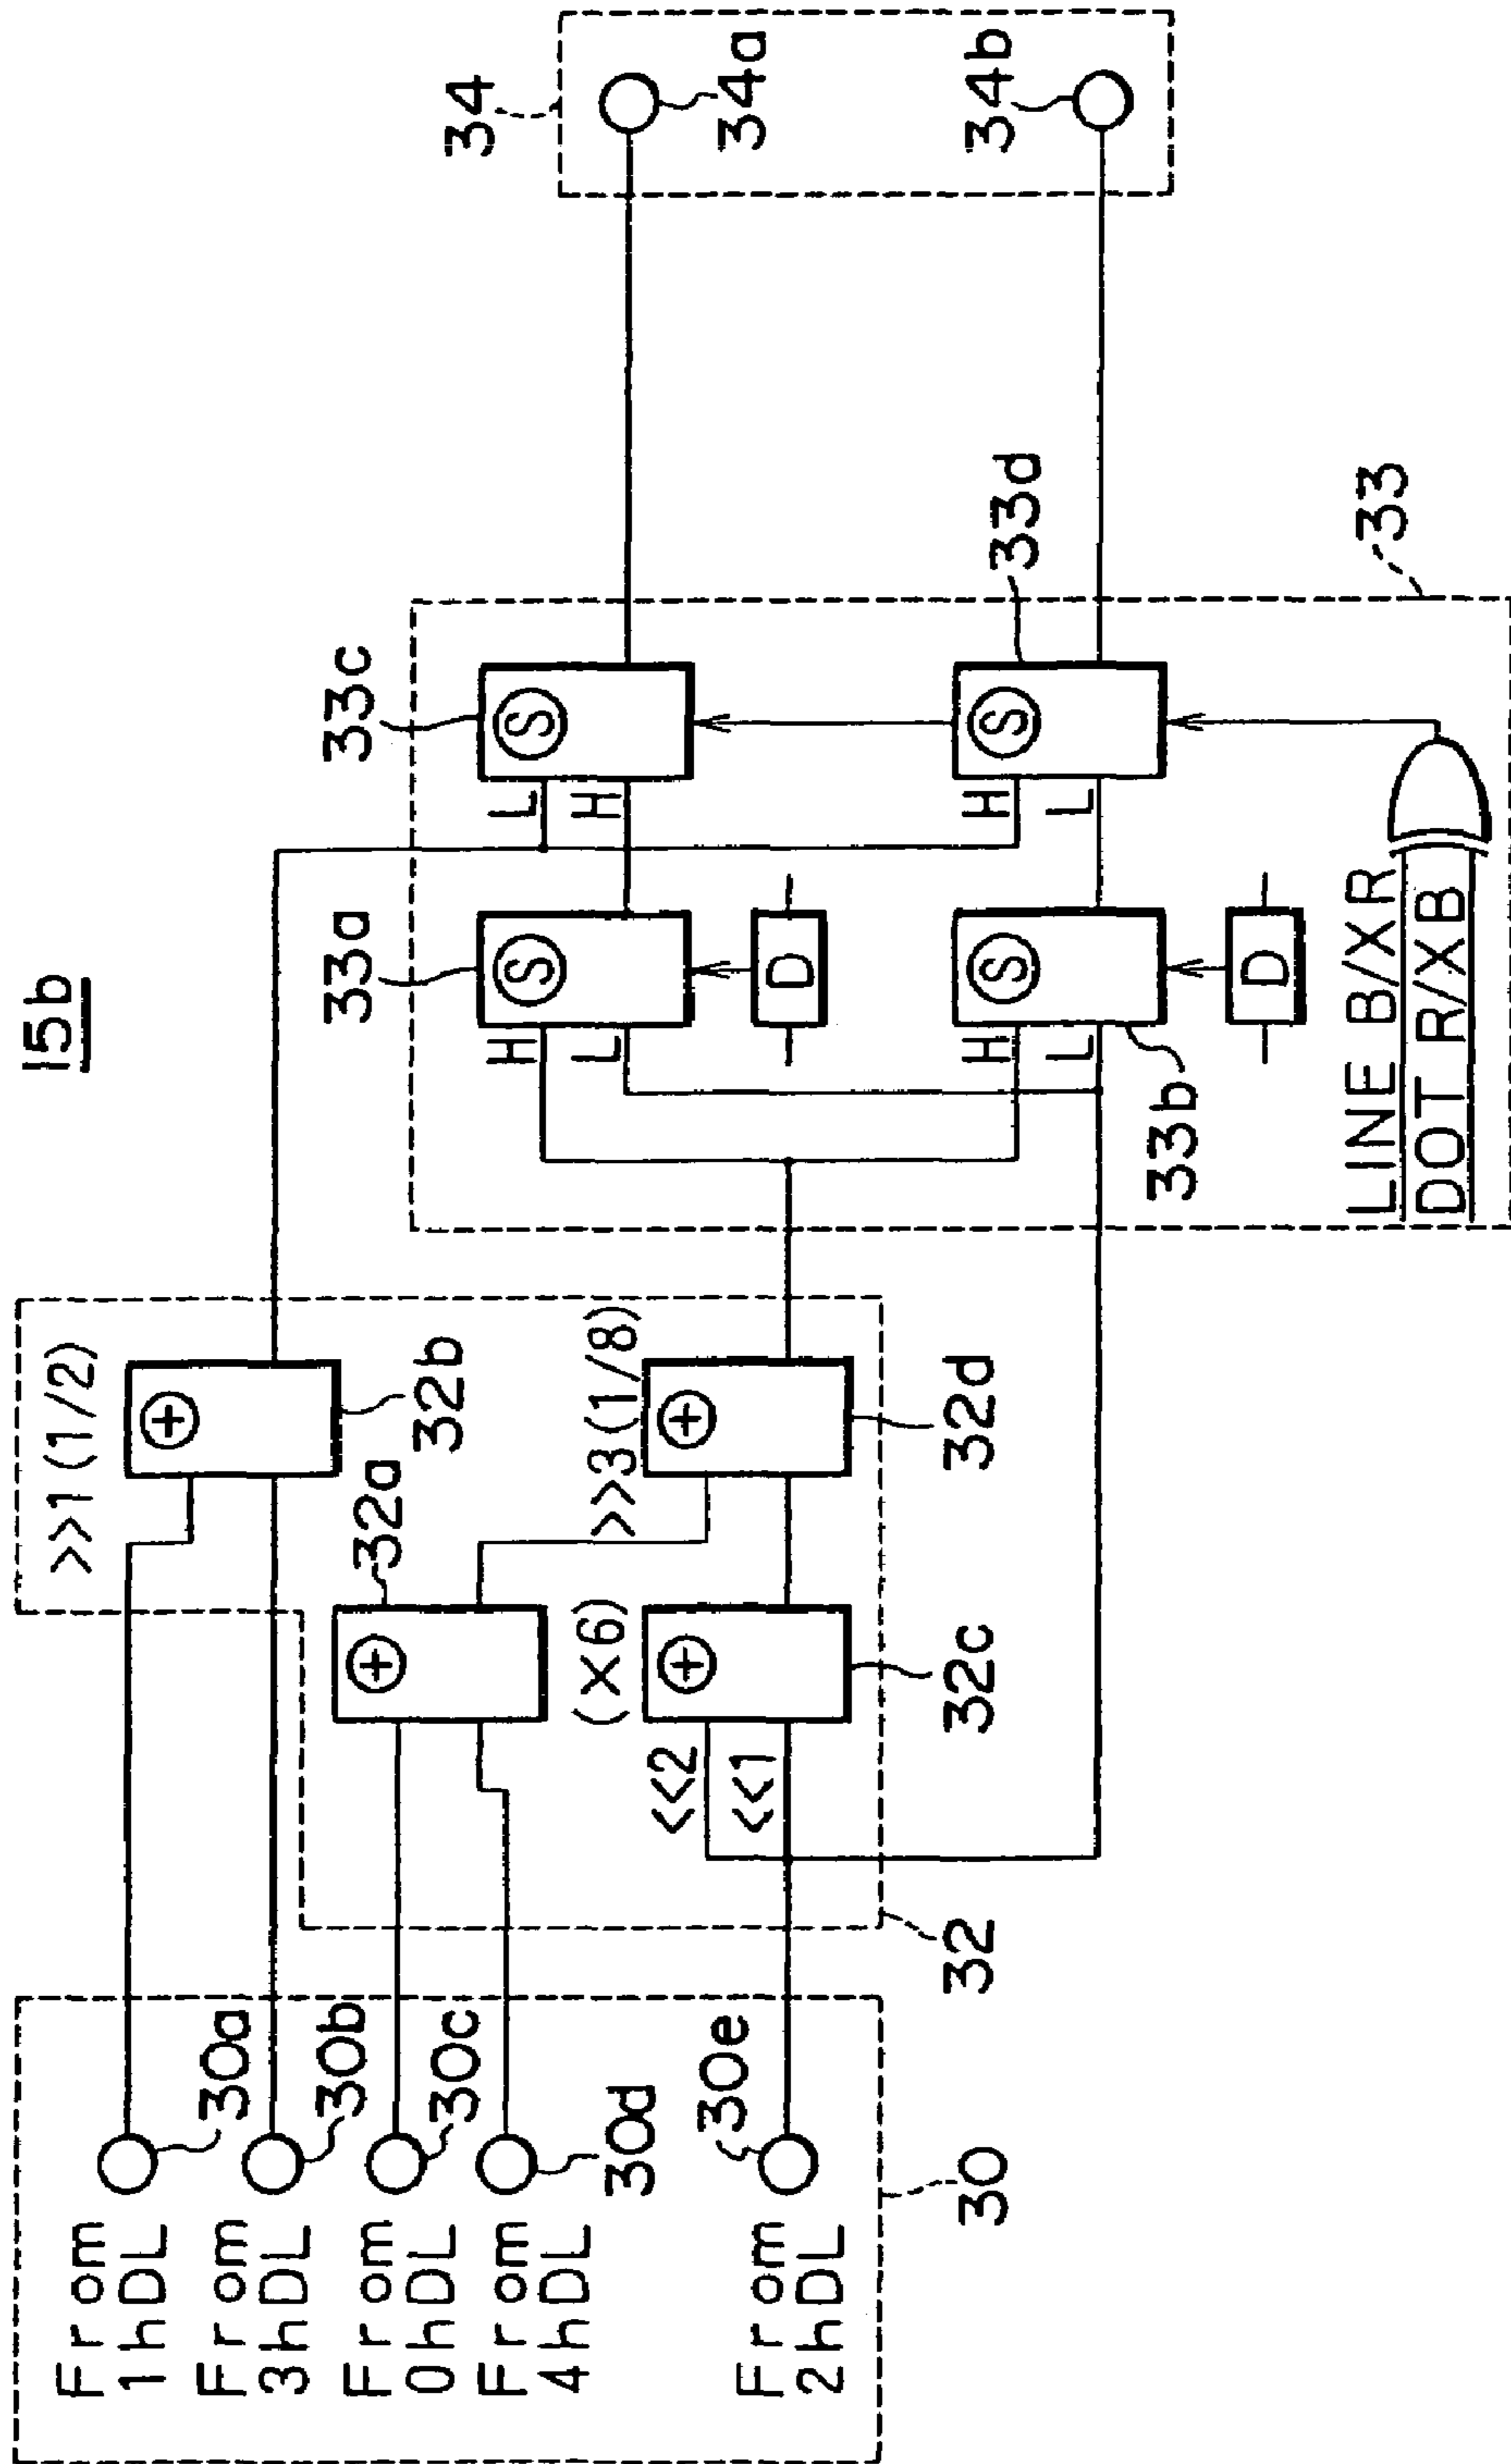 15b
From
1hDL
30a
From
3hDL
30b
From
0hDL
30c
From
4hDL
30d
From
2hDL
30e
30
>>1(1/2)
32b
32a
(×6)
>>3(1/8)
<<2
<<1
32c
32d
32
33a
33c
H
L
L
H
D
H
L
H
L
33b
33d
D
LINE B/XR
DOT R/XB
33
34
34a
34b
S
S
S
S